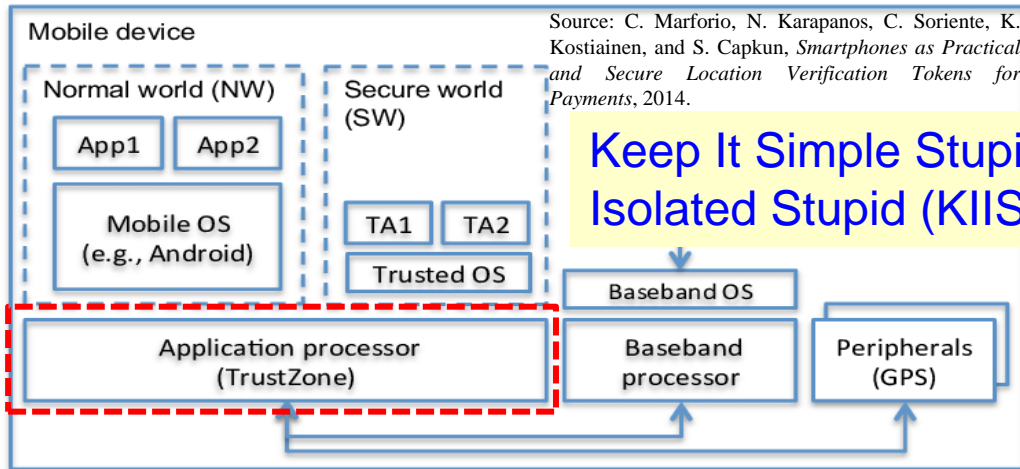 Mobile device
Source: C. Marforio, N. Karapanos, C. Soriente, K.
Kostiainen, and S. Capkun, Smartphones as Practical
and Secure Location Verification Tokens for
Payments, 2014.
Normal world (NW)
App1 App2
Mobile OS
(e.g., Android)
Secure world
(SW)
TA1 TA2
Trusted OS
Keep It Simple Stupi
Isolated Stupid (KIIS
Baseband OS
Application processor
(TrustZone)
Baseband
processor
Peripherals
(GPS)